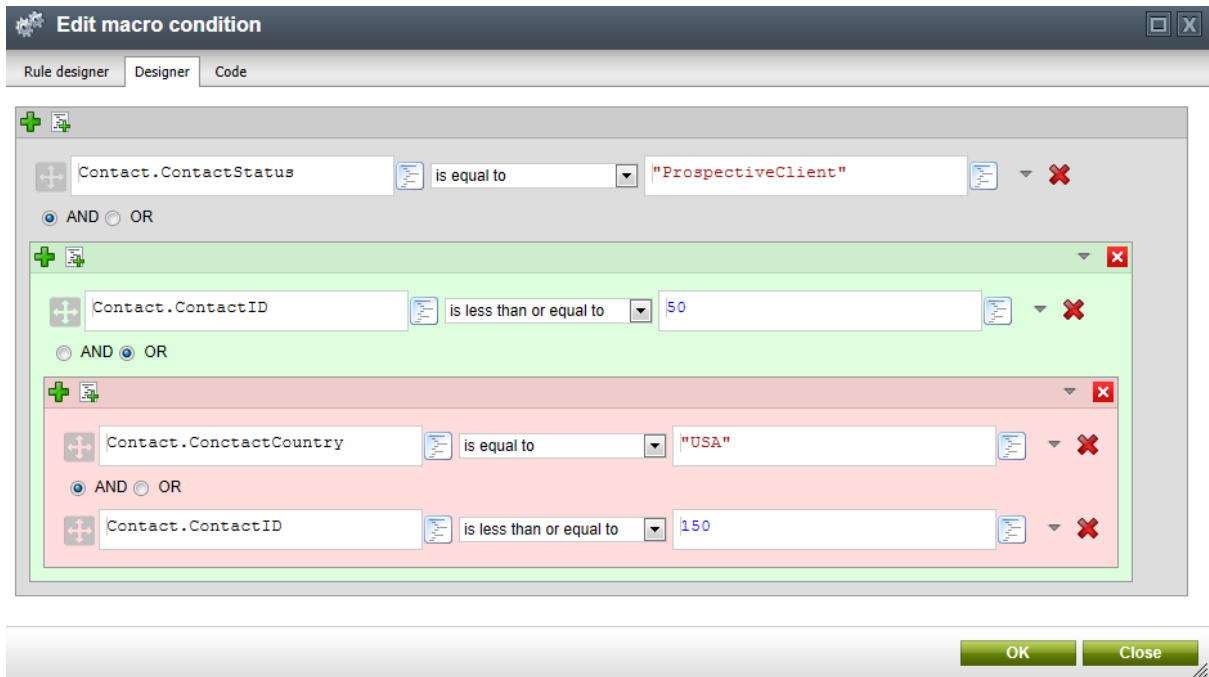 Edit macro condition X
Rule designer Designer Code
Contact.ContactStatus is equal to "ProspectiveClient"
AND OR
Contact.ContactID is less than or equal to 50
AND OR
Contact.ConctactCountry is equal to "USA"
AND OR
Contact.ContactID is less than or equal to 150
OK Close